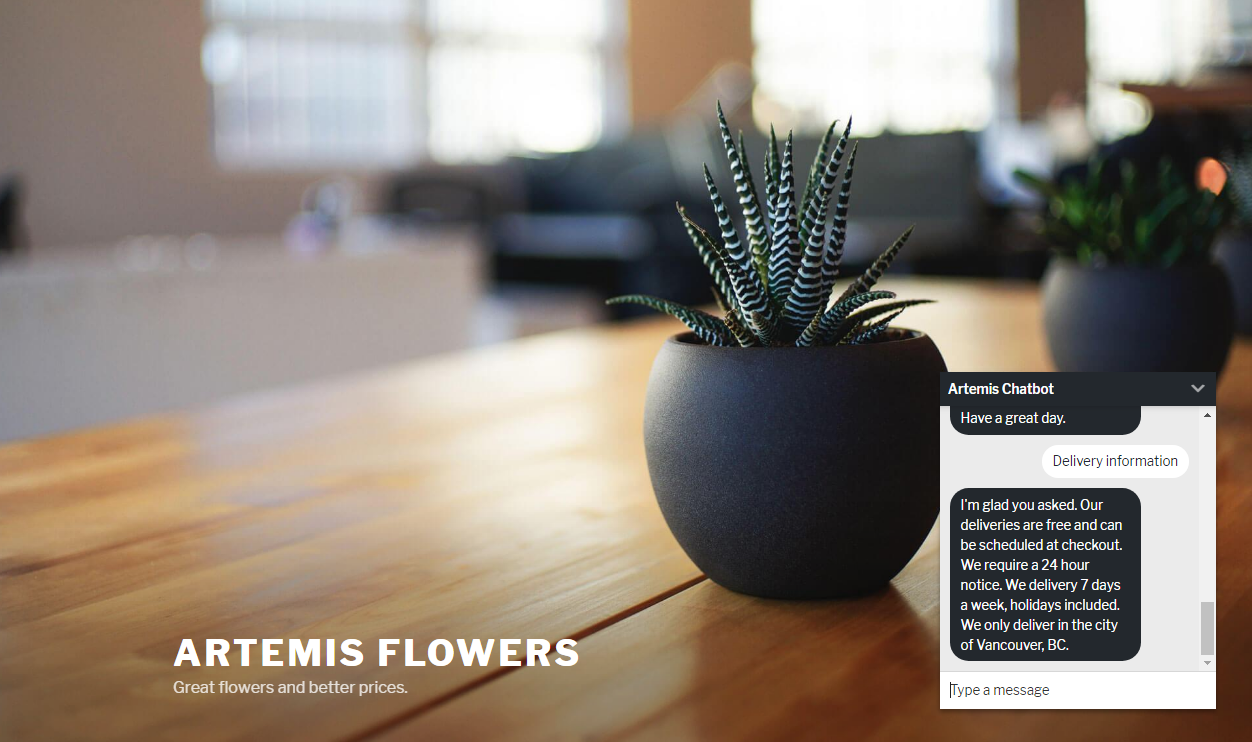 Artemis Chatbot
Have a great day.
Delivery information
I'm glad you asked. Our
deliveries are free and can
be scheduled at checkout.
We require a 24 hour
notice. We delivery 7 days
a week, holidays included.
We only deliver in the city
of Vancouver, BC.
Type a message
ARTEMIS FLOWERS
Great flowers and better prices.